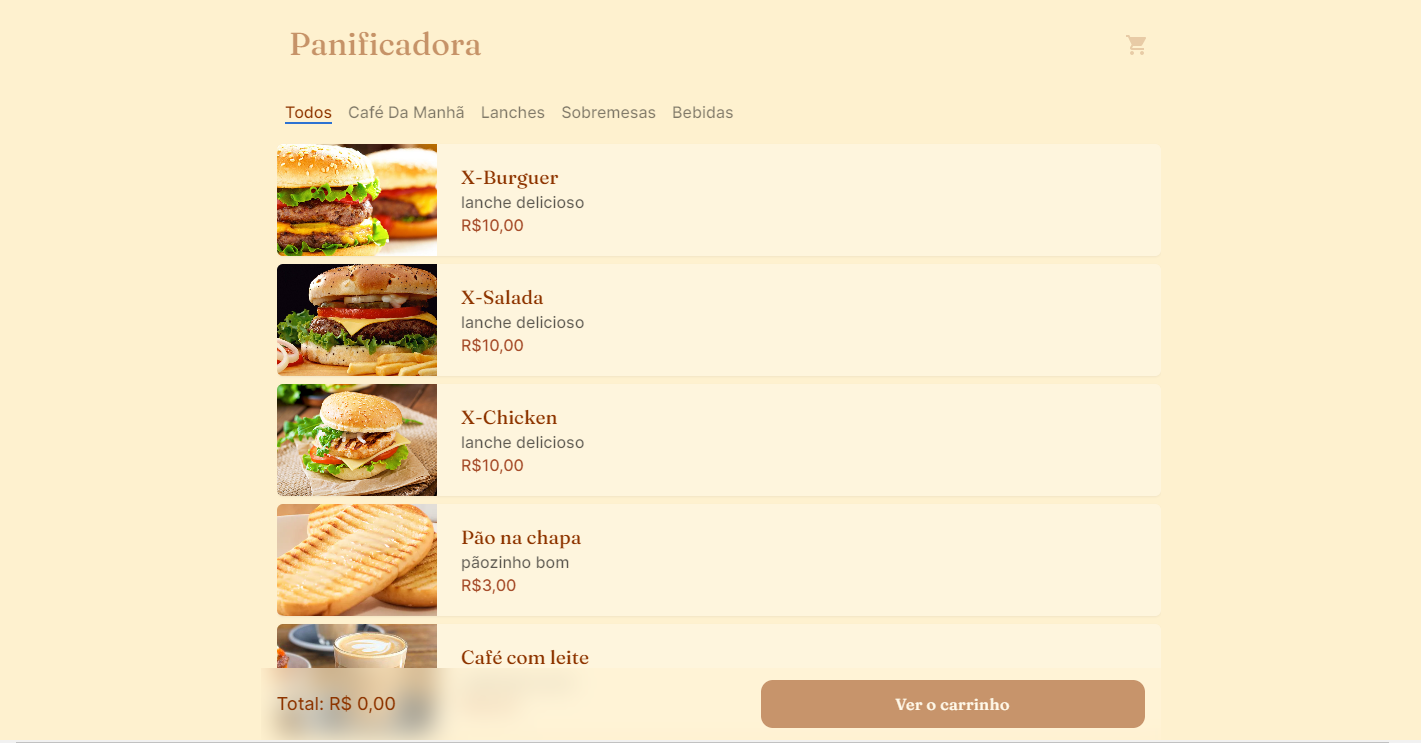 Panificadora
Todos Café Da Manhã Lanches Sobremesas Bebidas
X-Burguer
lanche delicioso
R$10,00
X-Salada
lanche delicioso
R$10,00
X-Chicken
lanche delicioso
R$10,00
Pão na chapa
pãozinho bom
R$3,00
Café com leite
Total: R$ 0,00
Ver o carrinho